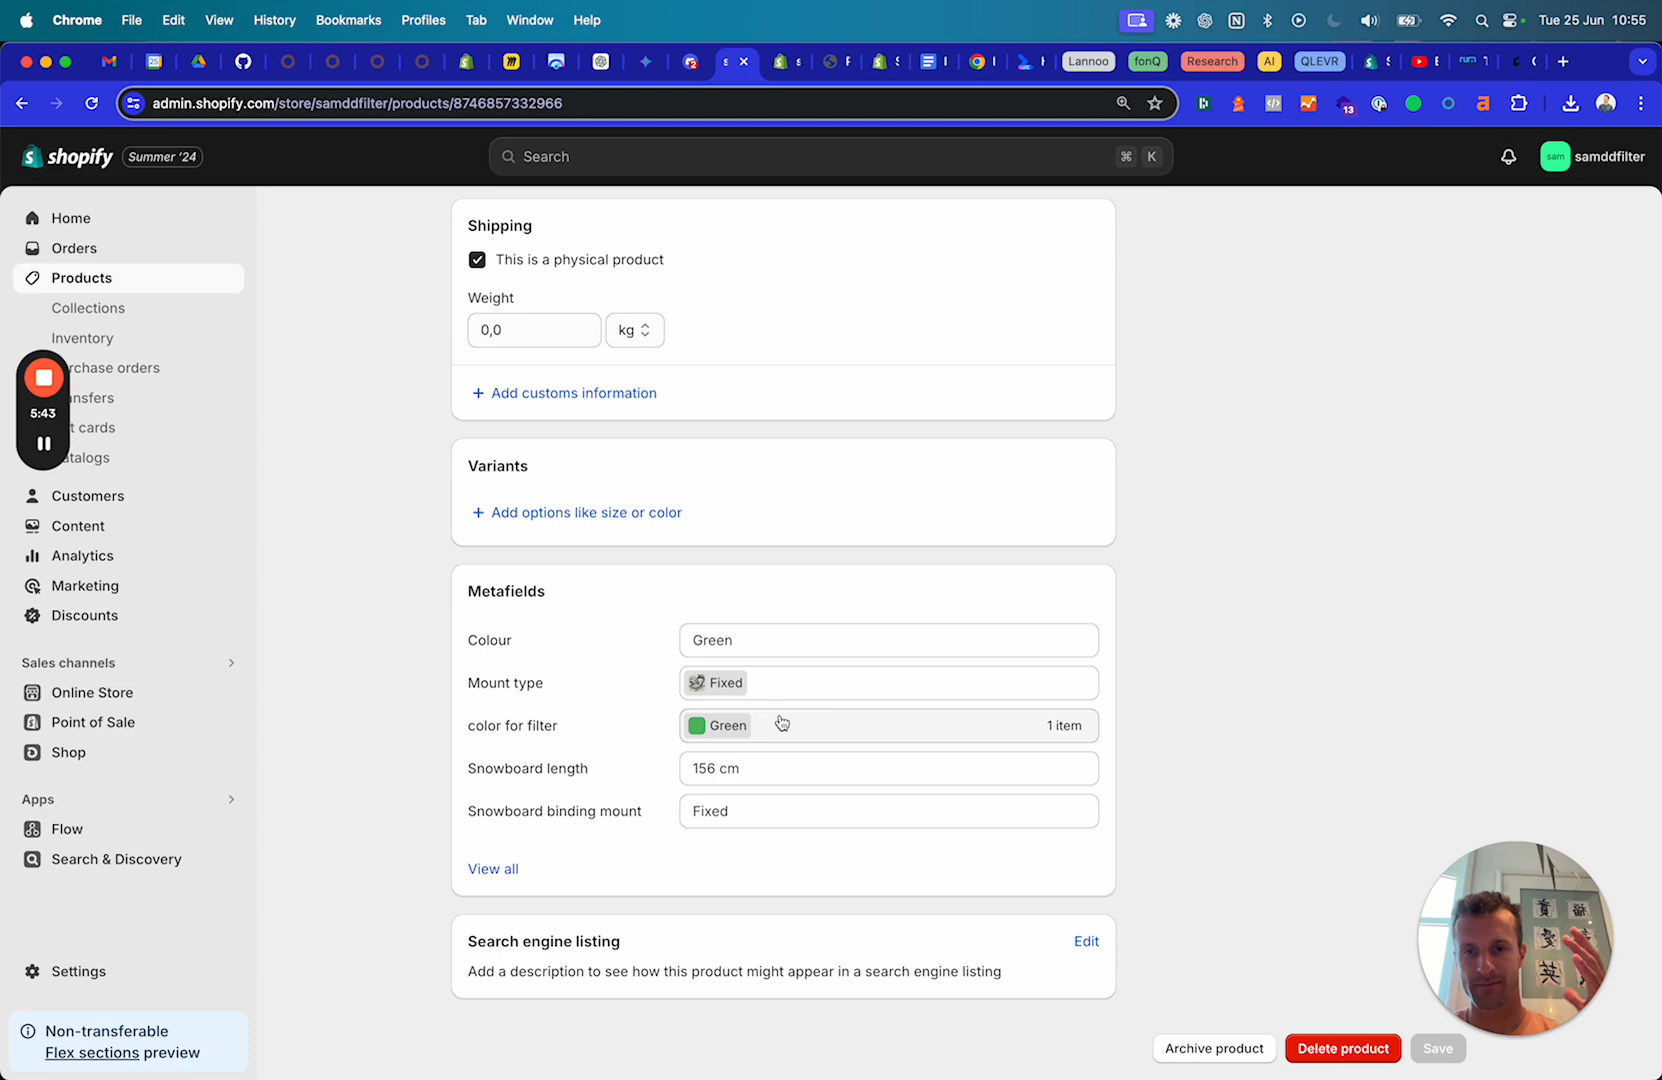 Chrome File Edit View History Bookmarks Profiles Tab Window Help Tue 25 Jun 10:55
Lannoo fonQ Research AI QLEVR
admin.shopify.com/store/samddfilter/products/8746857332966
13
shopify Summer '24 Search ⌘ K sam samddfilter
Home
Orders
Products
Collections
Inventory
rchase orders
nsfers
t cards
atalogs
5:43
Customers
Content
Analytics
Marketing
Discounts
Sales channels
Online Store
Point of Sale
Shop
Apps
Flow
Search & Discovery
Settings
Non-transferable
Flex sections preview
Shipping
This is a physical product
Weight
0,0 kg
+ Add customs information
Variants
+ Add options like size or color
Metafields
Colour Green
Mount type Fixed
color for filter Green 1 item
Snowboard length 156 cm
Snowboard binding mount Fixed
View all
Search engine listing Edit
Add a description to see how this product might appear in a search engine listing
Archive product Delete product Save
愛
英